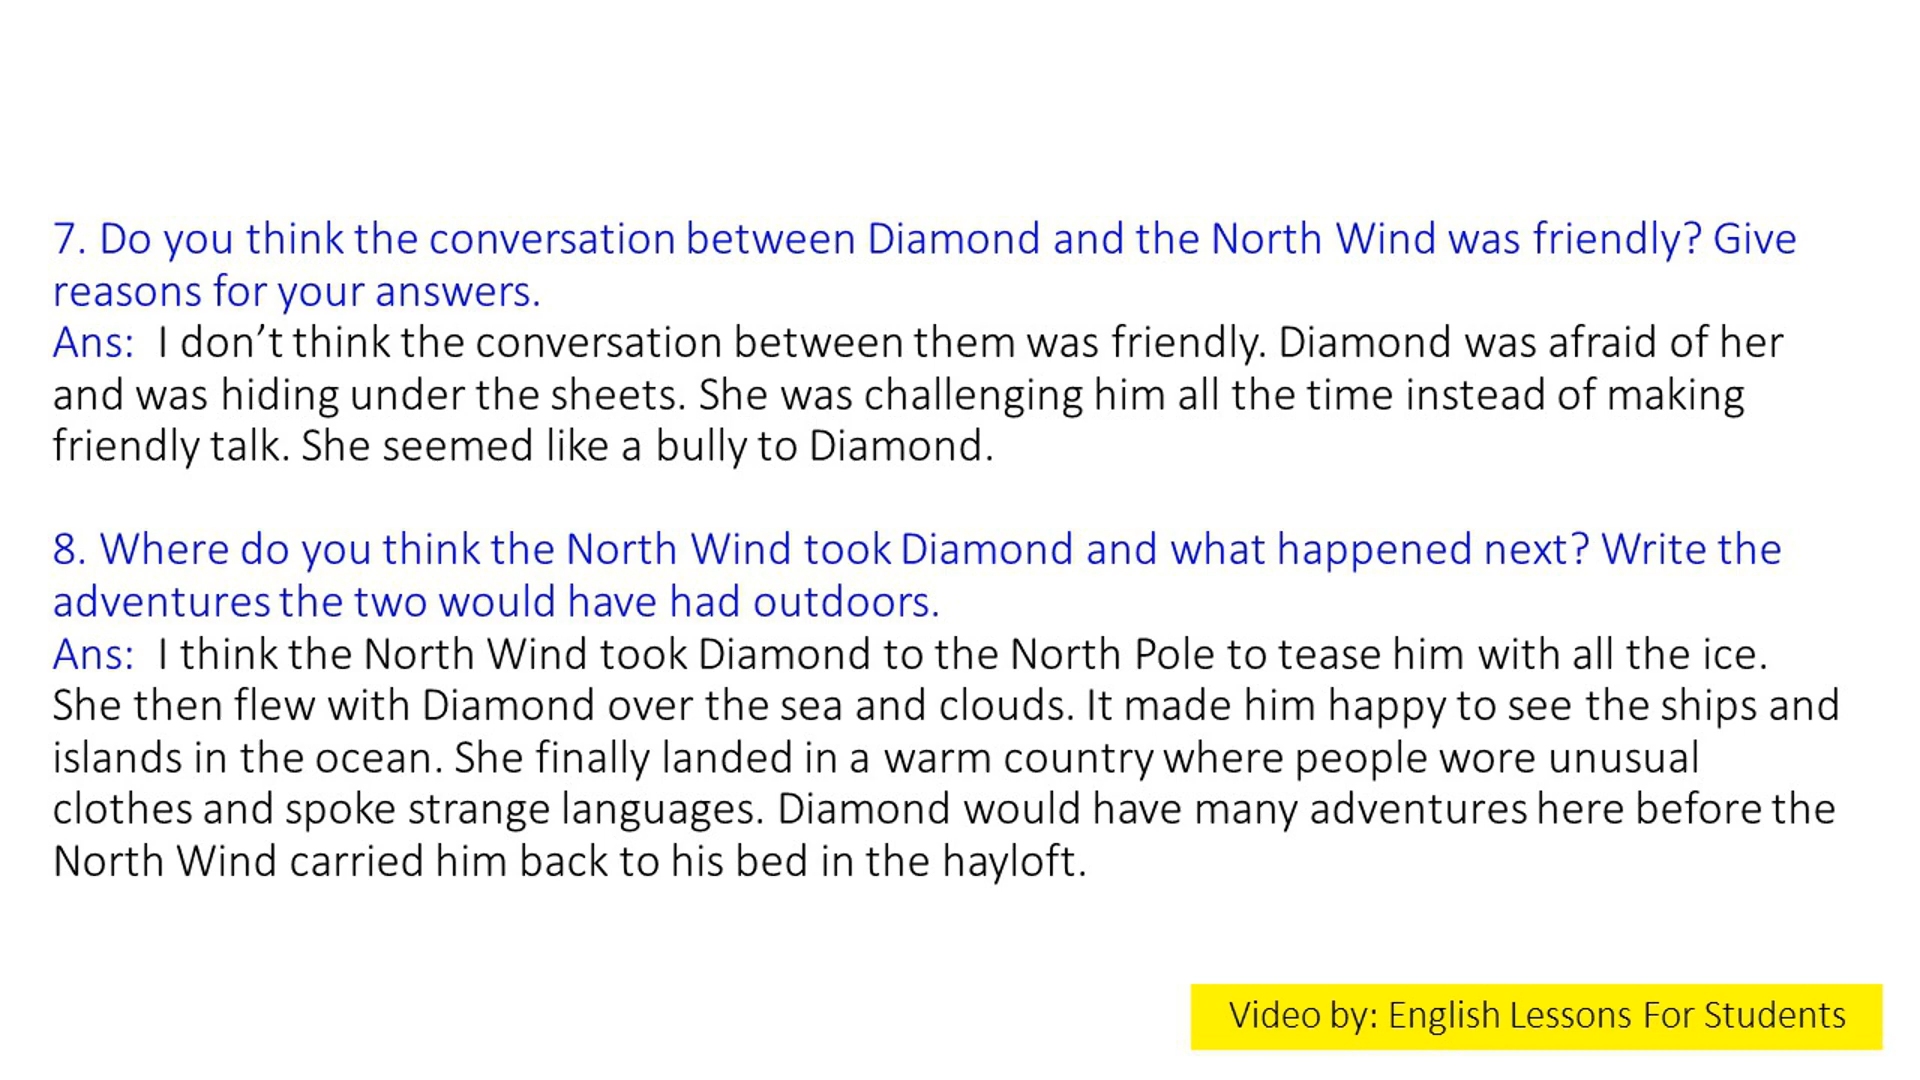 7. Do you think the conversation between Diamond and the North Wind was friendly? Give
reasons for your answers.
Ans: I don’t think the conversation between them was friendly. Diamond was afraid of her
and was hiding under the sheets. She was challenging him all the time instead of making
friendly talk. She seemed like a bully to Diamond.
8. Where do you think the North Wind took Diamond and what happened next? Write the
adventures the two would have had outdoors.
Ans: I think the North Wind took Diamond to the North Pole to tease him with all the ice.
She then flew with Diamond over the sea and clouds. It made him happy to see the ships and
islands in the ocean. She finally landed in a warm country where people wore unusual
clothes and spoke strange languages. Diamond would have many adventures here before the
North Wind carried him back to his bed in the hayloft.
Video by: English Lessons For Students